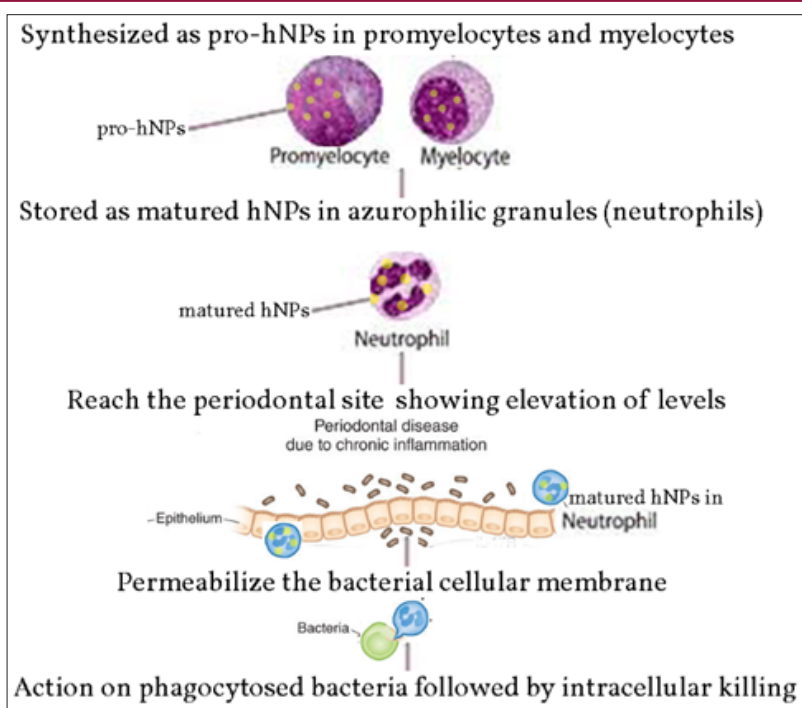 Synthesized as pro-hNPs in promyelocytes and myelocytes
pro-hNPs
Promyelocyte Myelocyte
Stored as matured hNPs in azurophilic granules (neutrophils)
matured hNPs
Neutrophil
Reach the periodontal site showing elevation of levels
Periodontal disease
due to chronic inflammation
matured hNPs in
Epithelium
Neutrophil
Permeabilize the bacterial cellular membrane
Bacteria
Action on phagocytosed bacteria followed by intracellular killing